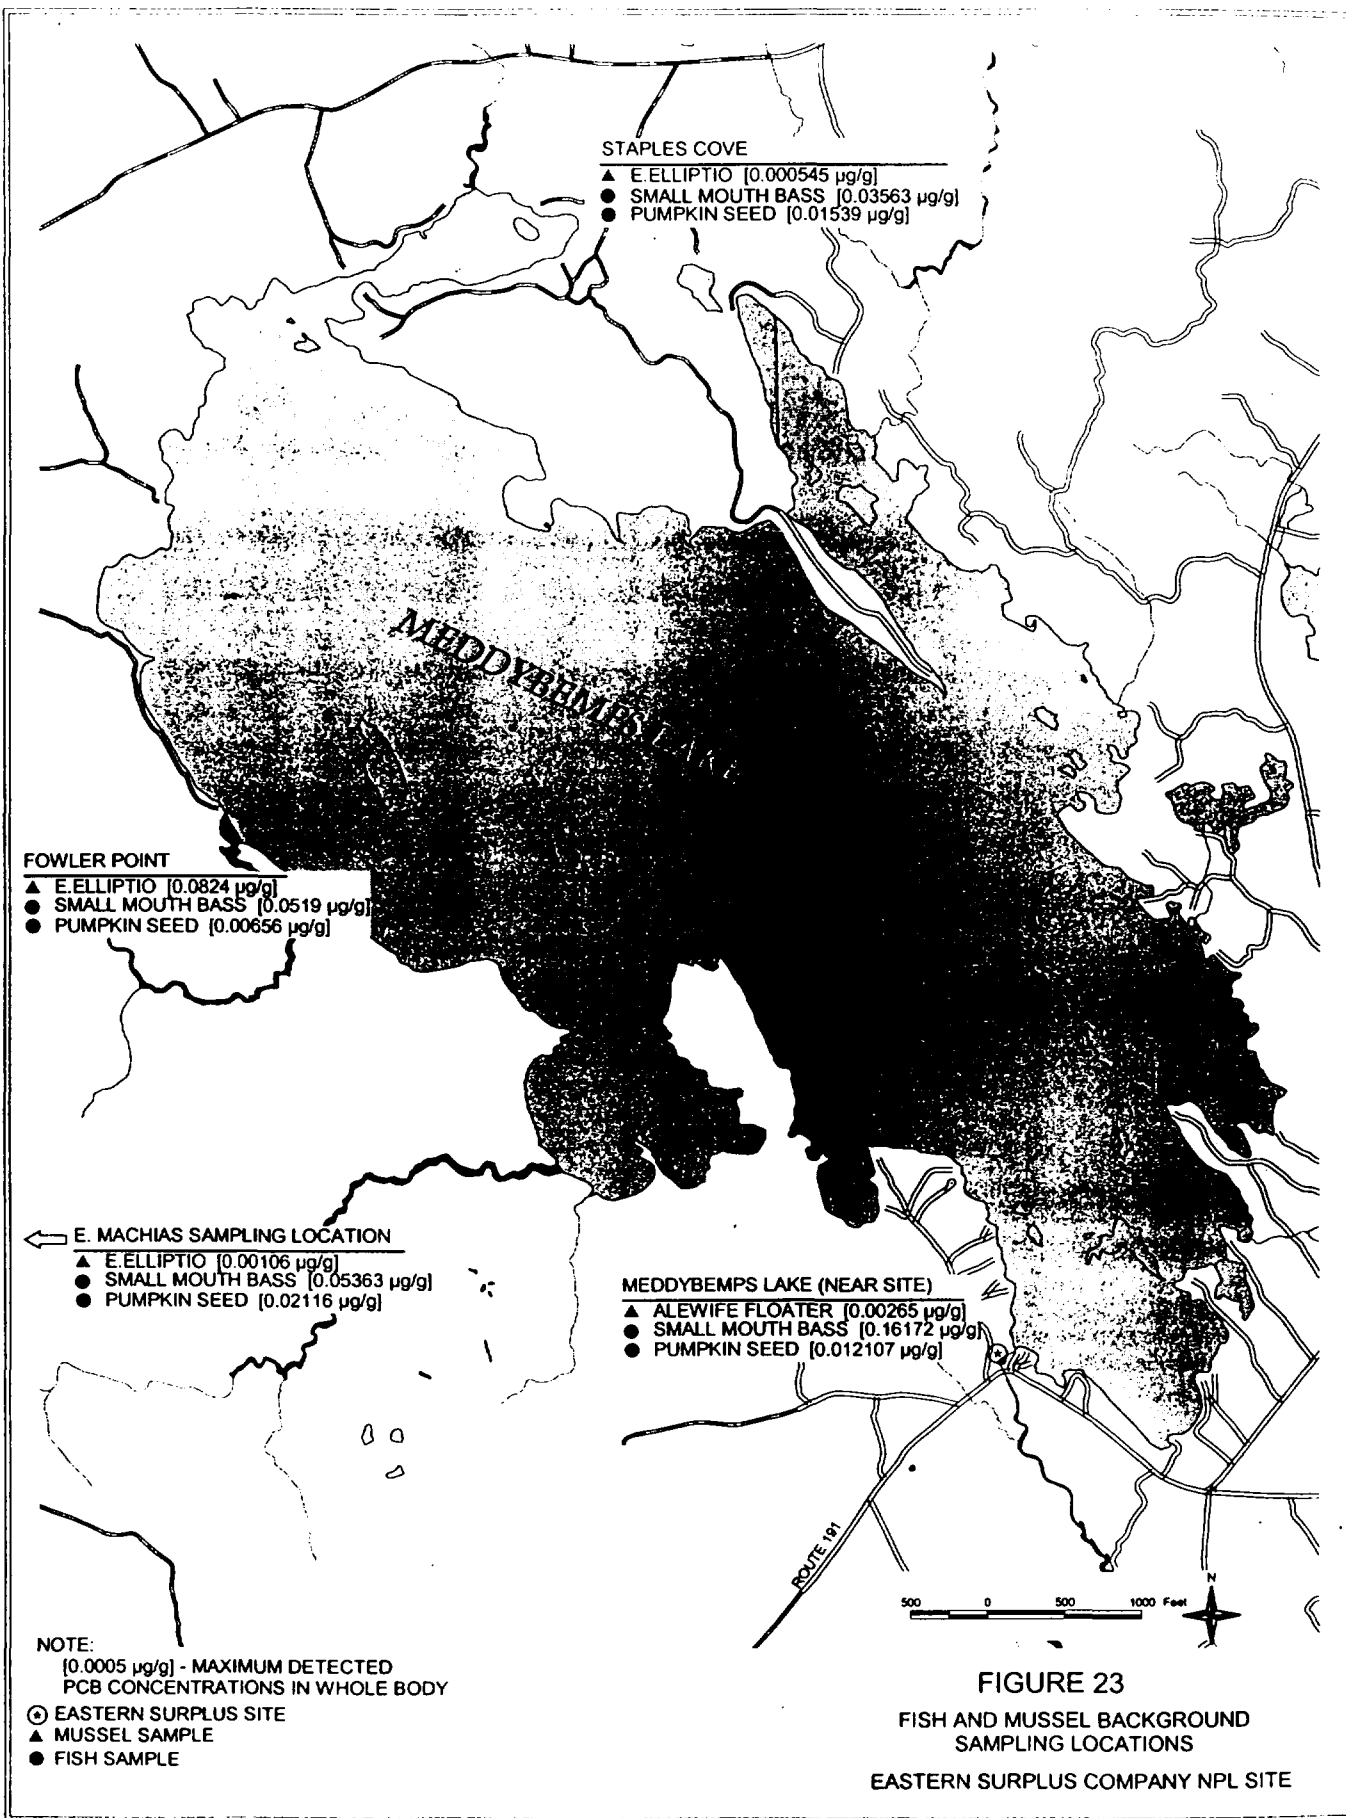 STAPLES COVE
▲ E.ELLIPTIO [0.000545 µg/g]
● SMALL MOUTH BASS [0.03563 µg/g]
● PUMPKIN SEED [0.01539 µg/g]
MEDDYBEMPS LAKE
FOWLER POINT
▲ E.ELLIPTIO [0.0824 µg/g]
● SMALL MOUTH BASS [0.0519 µg/g]
● PUMPKIN SEED [0.00656 µg/g]
E. MACHIAS SAMPLING LOCATION
▲ E.ELLIPTIO [0.00106 µg/g]
● SMALL MOUTH BASS [0.05363 µg/g]
● PUMPKIN SEED [0.02116 µg/g]
MEDDYBEMPS LAKE (NEAR SITE)
▲ ALEWIFE FLOATER [0.00265 µg/g]
● SMALL MOUTH BASS [0.16172 µg/g]
● PUMPKIN SEED [0.012107 µg/g]
ROUTE 191
500 0 500 1000 Feet
N
NOTE:
[0.0005 µg/g] - MAXIMUM DETECTED
PCB CONCENTRATIONS IN WHOLE BODY
EASTERN SURPLUS SITE
▲ MUSSEL SAMPLE
● FISH SAMPLE
FIGURE 23
FISH AND MUSSEL BACKGROUND
SAMPLING LOCATIONS
EASTERN SURPLUS COMPANY NPL SITE